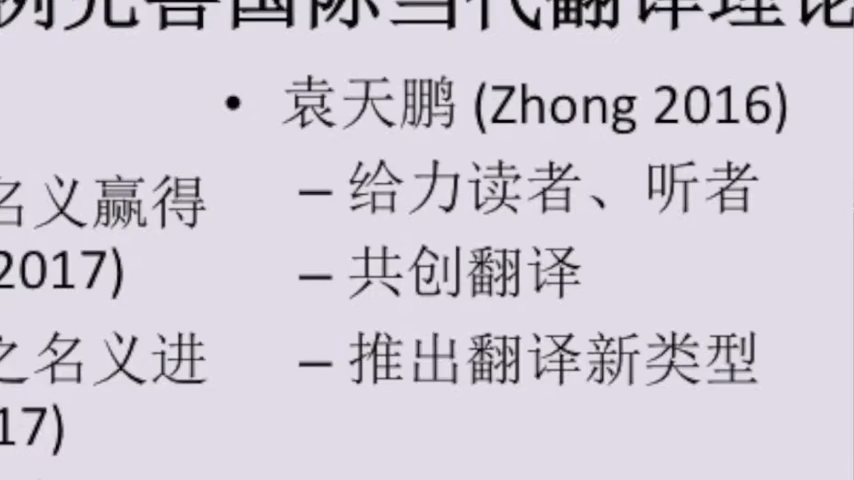 例完善国际当代翻译理论
• 袁天鹏 (Zhong 2016)
– 给力读者、听者
– 共创翻译
– 推出翻译新类型
名义赢得
2017)
之名义进
17)